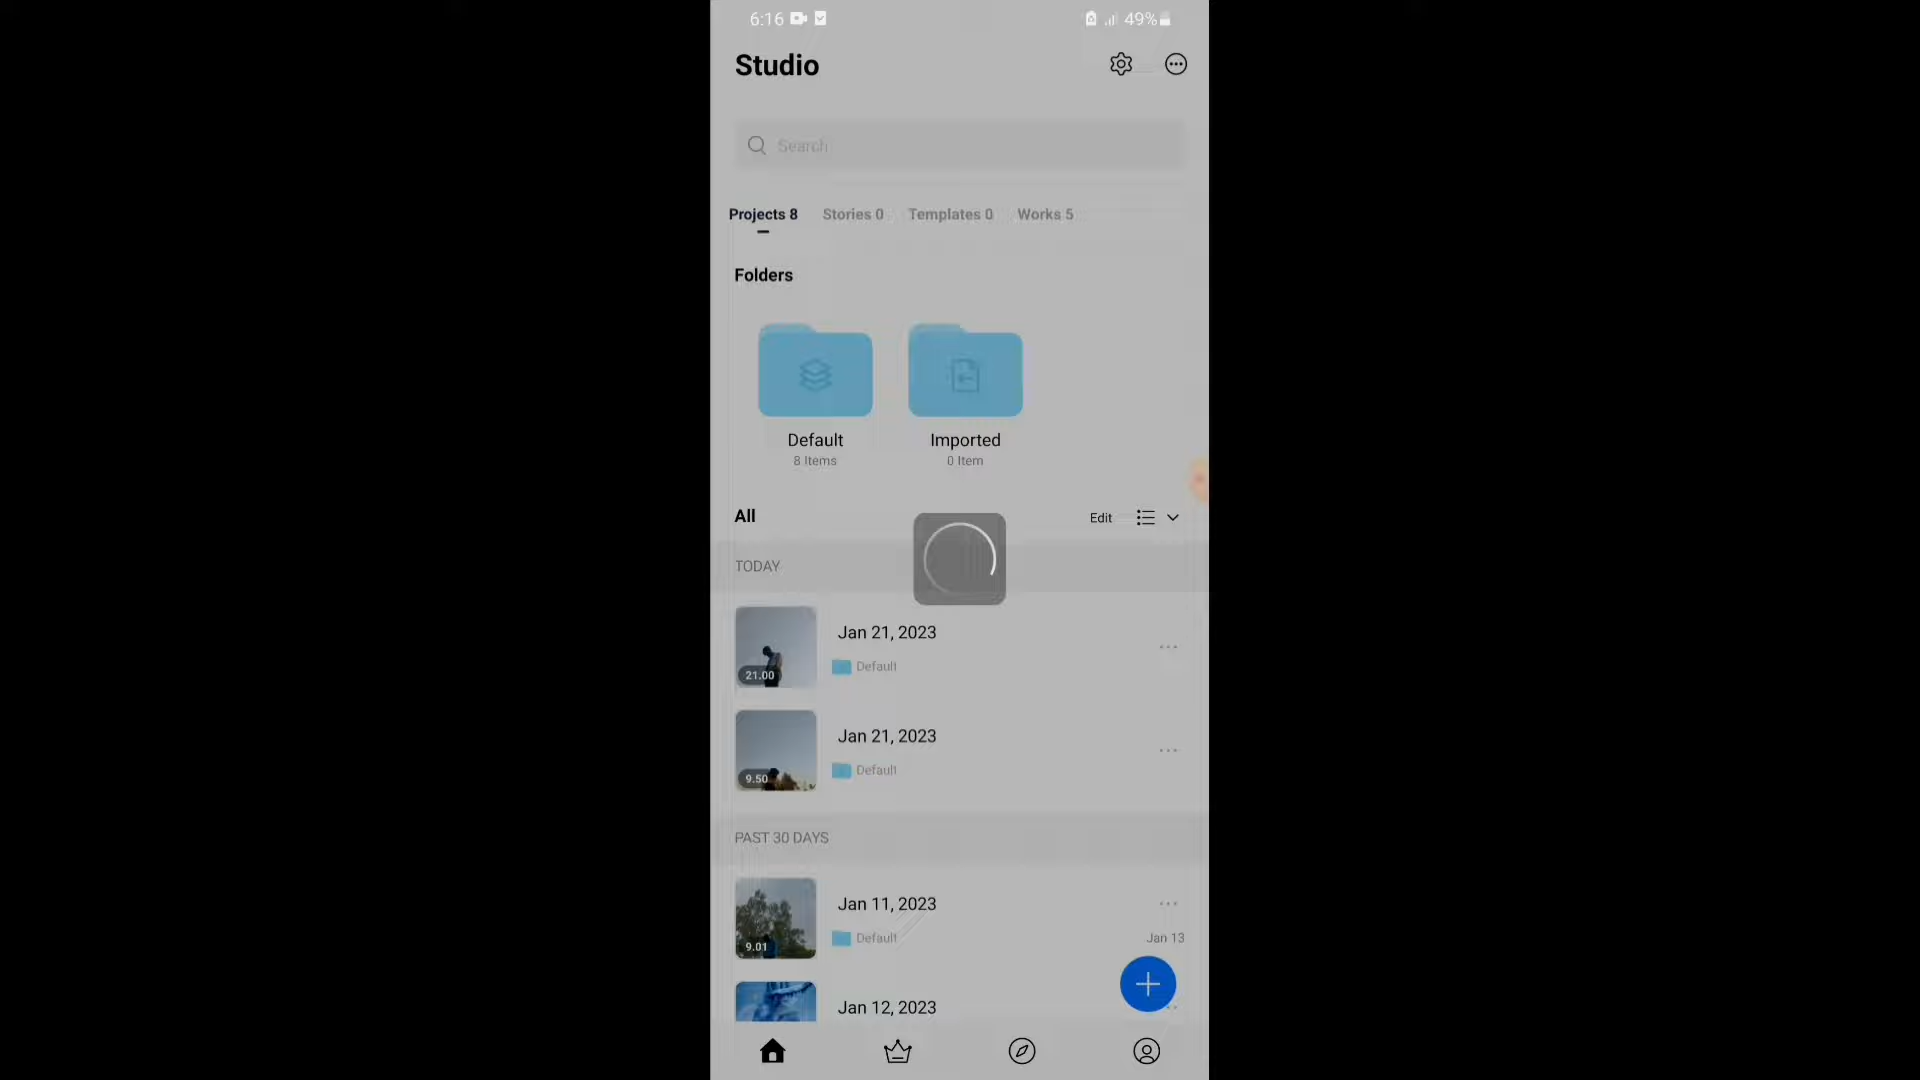 6:16 49%
Studio
Search
Projects 8 Stories 0 Templates 0 Works 5
Folders
Default Imported
8 Items 0 Item
All Edit
TODAY
Jan 21, 2023
21.00 Default
Jan 21, 2023
9.50 Default
PAST 30 DAYS
Jan 11, 2023
9.01 Default Jan 13
Jan 12, 2023